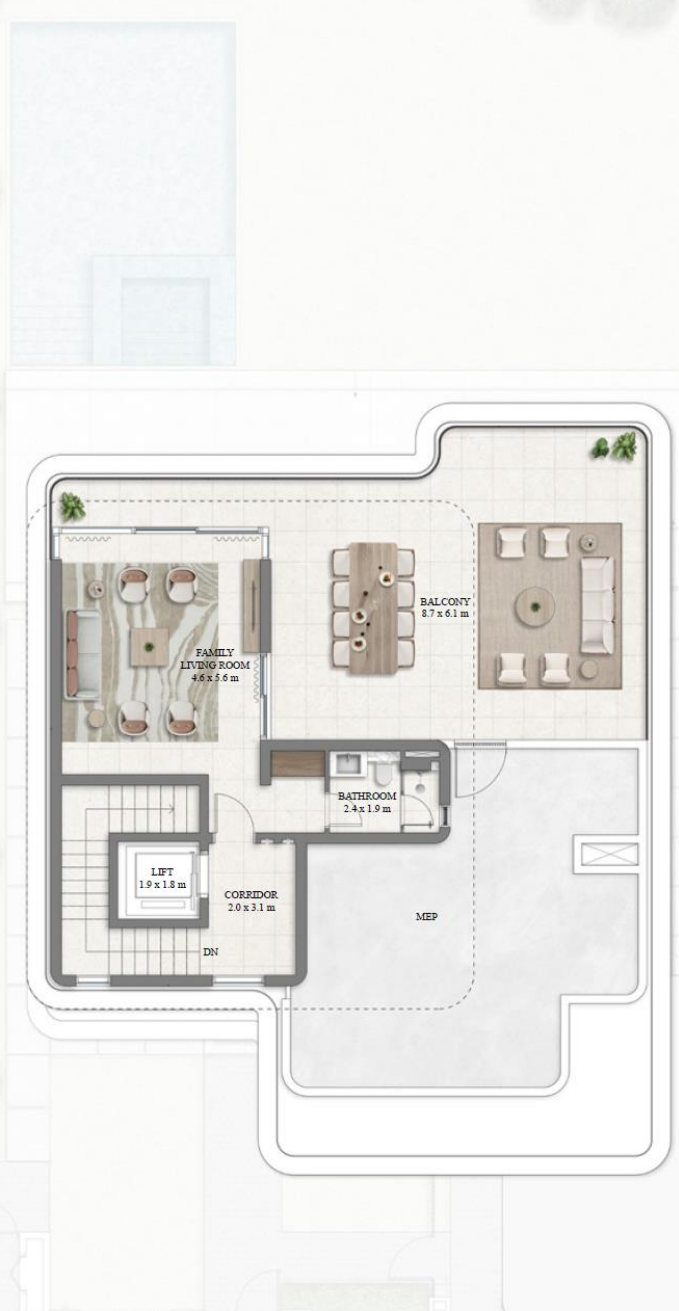 BALCONY
8.7 x 6.1 m
FAMILY
LIVING ROOM
4.6 x 5.6 m
BATHROOM
2.4 x 1.9 m
LIFT
1.9 x 1.8 m
CORRIDOR
2.0 x 3.1 m
MEP
DN